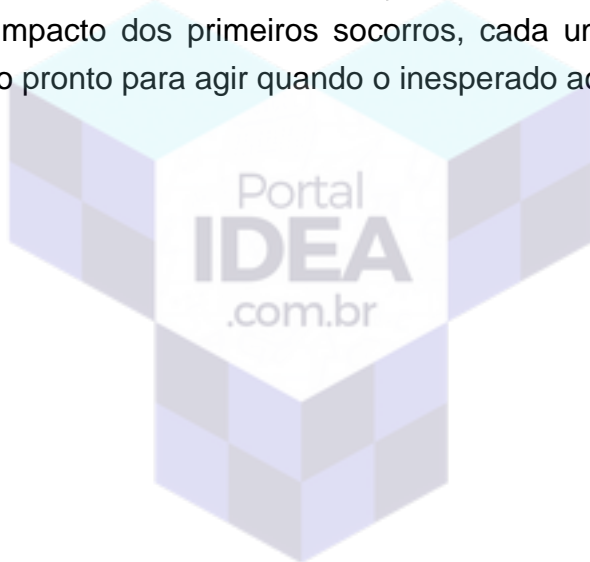 mpacto dos primeiros socorros, cada
o pronto para agir quando o inesperado
Portal
IDEA
.com.br